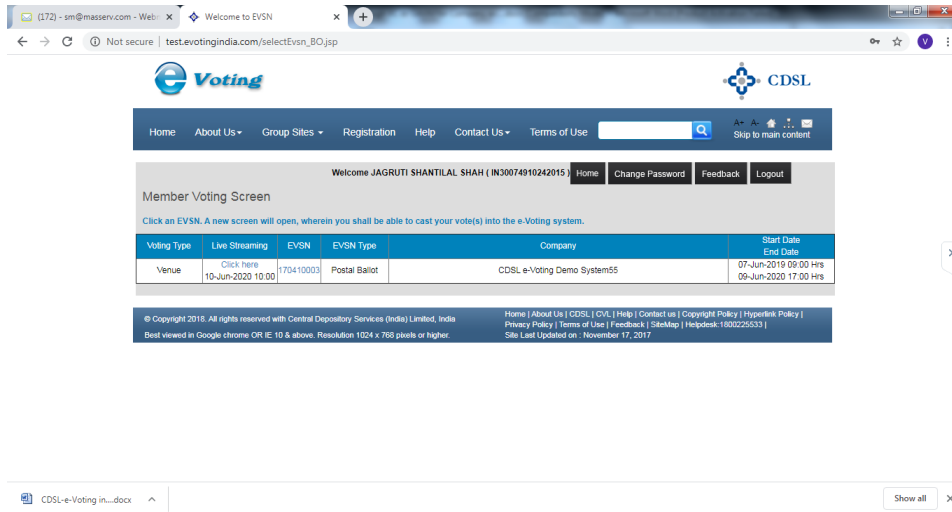 (172) - sm@masserv.com - Web
Welcome to EVSN
Not secure | test.evotingindia.com/selectEvsn_BO.jsp
V
e Voting
CDSL
Home About Us Group Sites Registration Help Contact Us Terms of Use
A+ A-
Skip to main content
Welcome JAGRUTI SHANTILAL SHAH ( IN30074910242015 ) Home Change Password Feedback Logout
Member Voting Screen
Click an EVSN. A new screen will open, wherein you shall be able to cast your vote(s) into the e-Voting system.
Voting Type Live Streaming EVSN EVSN Type Company Start Date
End Date
Venue Click here 170410003 Postal Ballot CDSL e-Voting Demo System55 07-Jun-2019 09:00 Hrs
10-Jun-2020 10:00 09-Jun-2020 17:00 Hrs
© Copyright 2018. All rights reserved with Central Depository Services (India) Limited, India
Best viewed in Google chrome OR IE 10 & above. Resolution 1024 x 768 pixels or higher.
Home | About Us | CDSL | CVL | Help | Contact us | Copyright Policy | Hyperlink Policy |
Privacy Policy | Terms of Use | Feedback | SiteMap | Helpdesk:1800225533 |
Site Last Updated on : November 17, 2017
CDSL-e-Voting in....docx
Show all